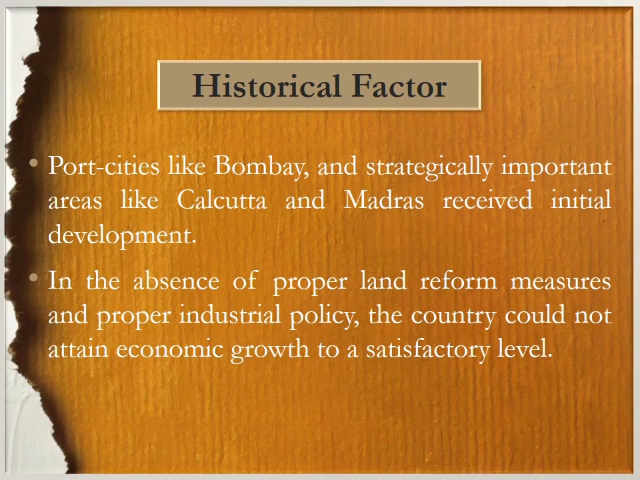 Historical Factor
• Port-cities like Bombay, and strategically important
areas like Calcutta and Madras received initial
development.
• In the absence of proper land reform measures
and proper industrial policy, the country could not
attain economic growth to a satisfactory level.